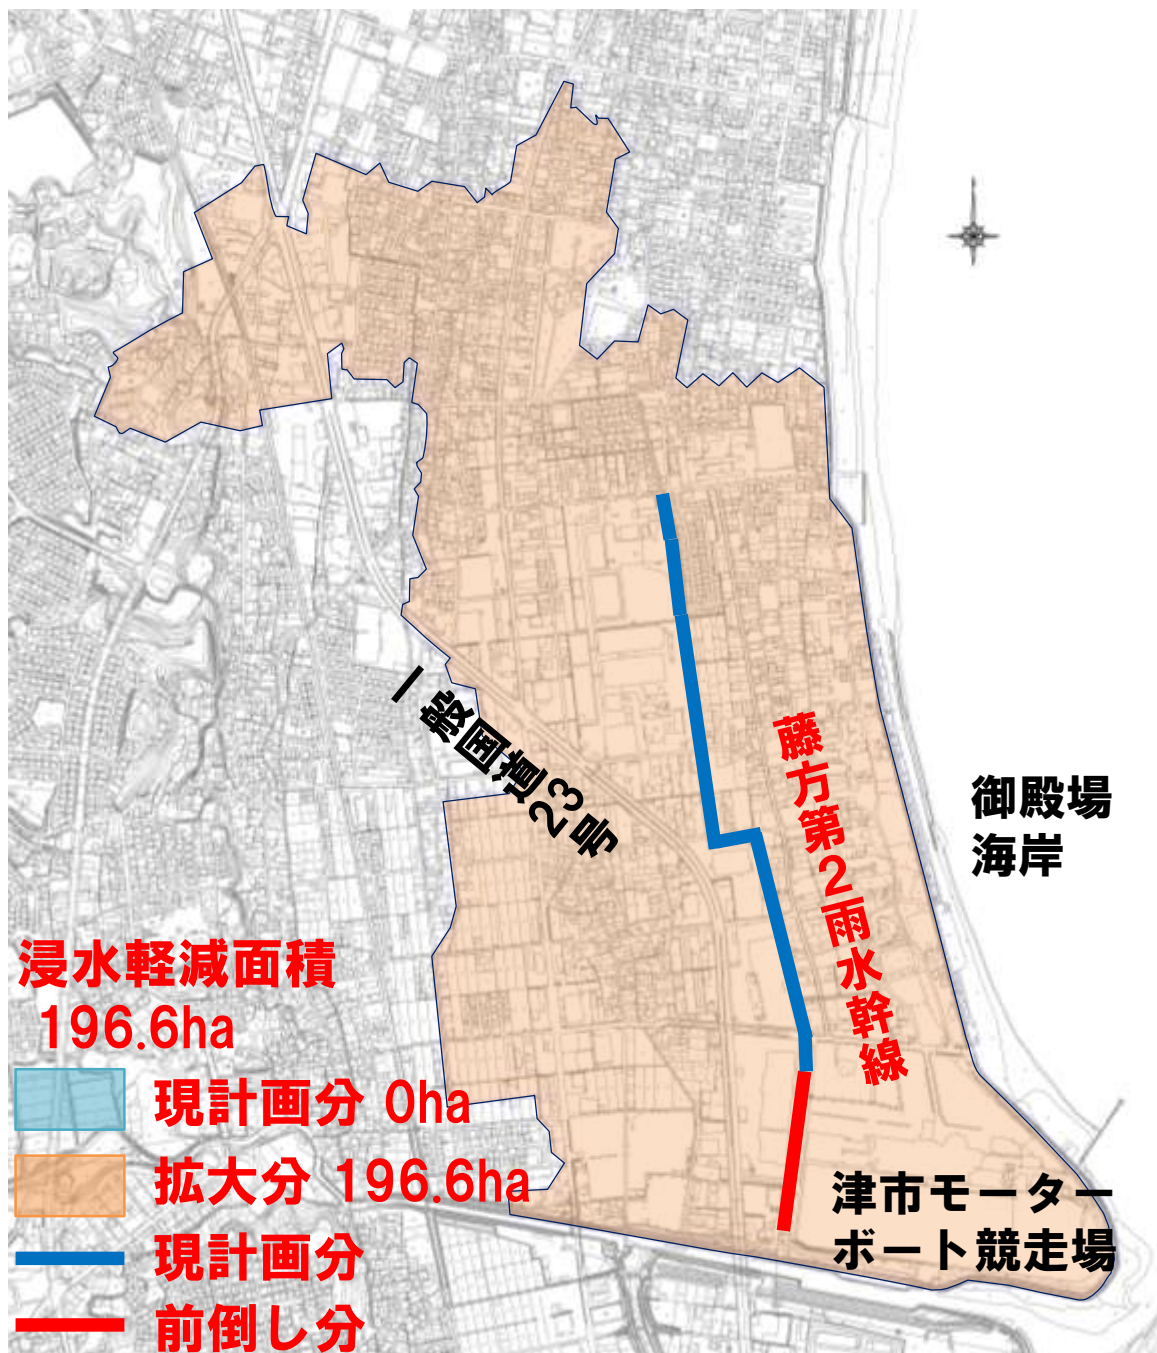 一般国道23号
藤方第2雨水幹線
御殿場
海岸
浸水軽減面積
196.6ha
現計画分 0ha
拡大分 196.6ha
現計画分
前倒し分
津市モーター
ボート競走場